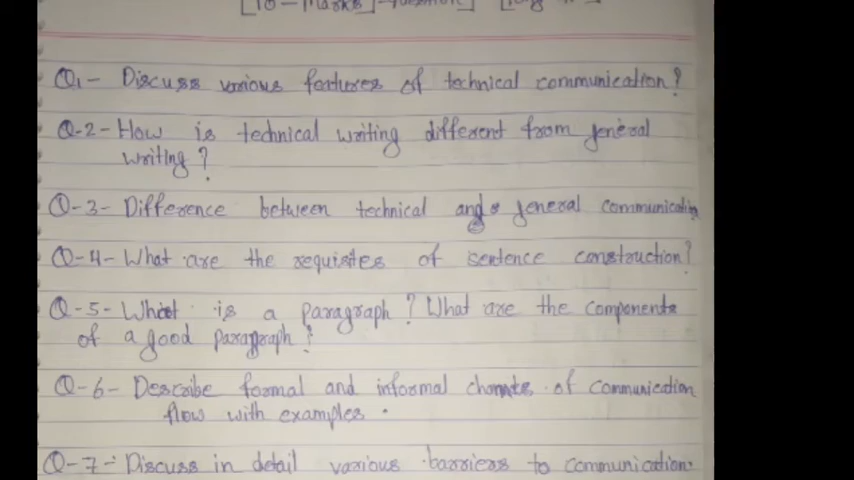 [10 - Marks]
Q1- Discuss various features of technical communication?
Q-2- How is technical writing different from general
writing?
Q-3- Difference between technical and general communication
Q-4- What are the requisites of sentence construction?
Q-5- What is a paragraph? What are the components
of a good paragraph?
Q-6- Describe formal and informal channels of communication
flow with examples.
Q-7- Discuss in detail various barriers to communication.